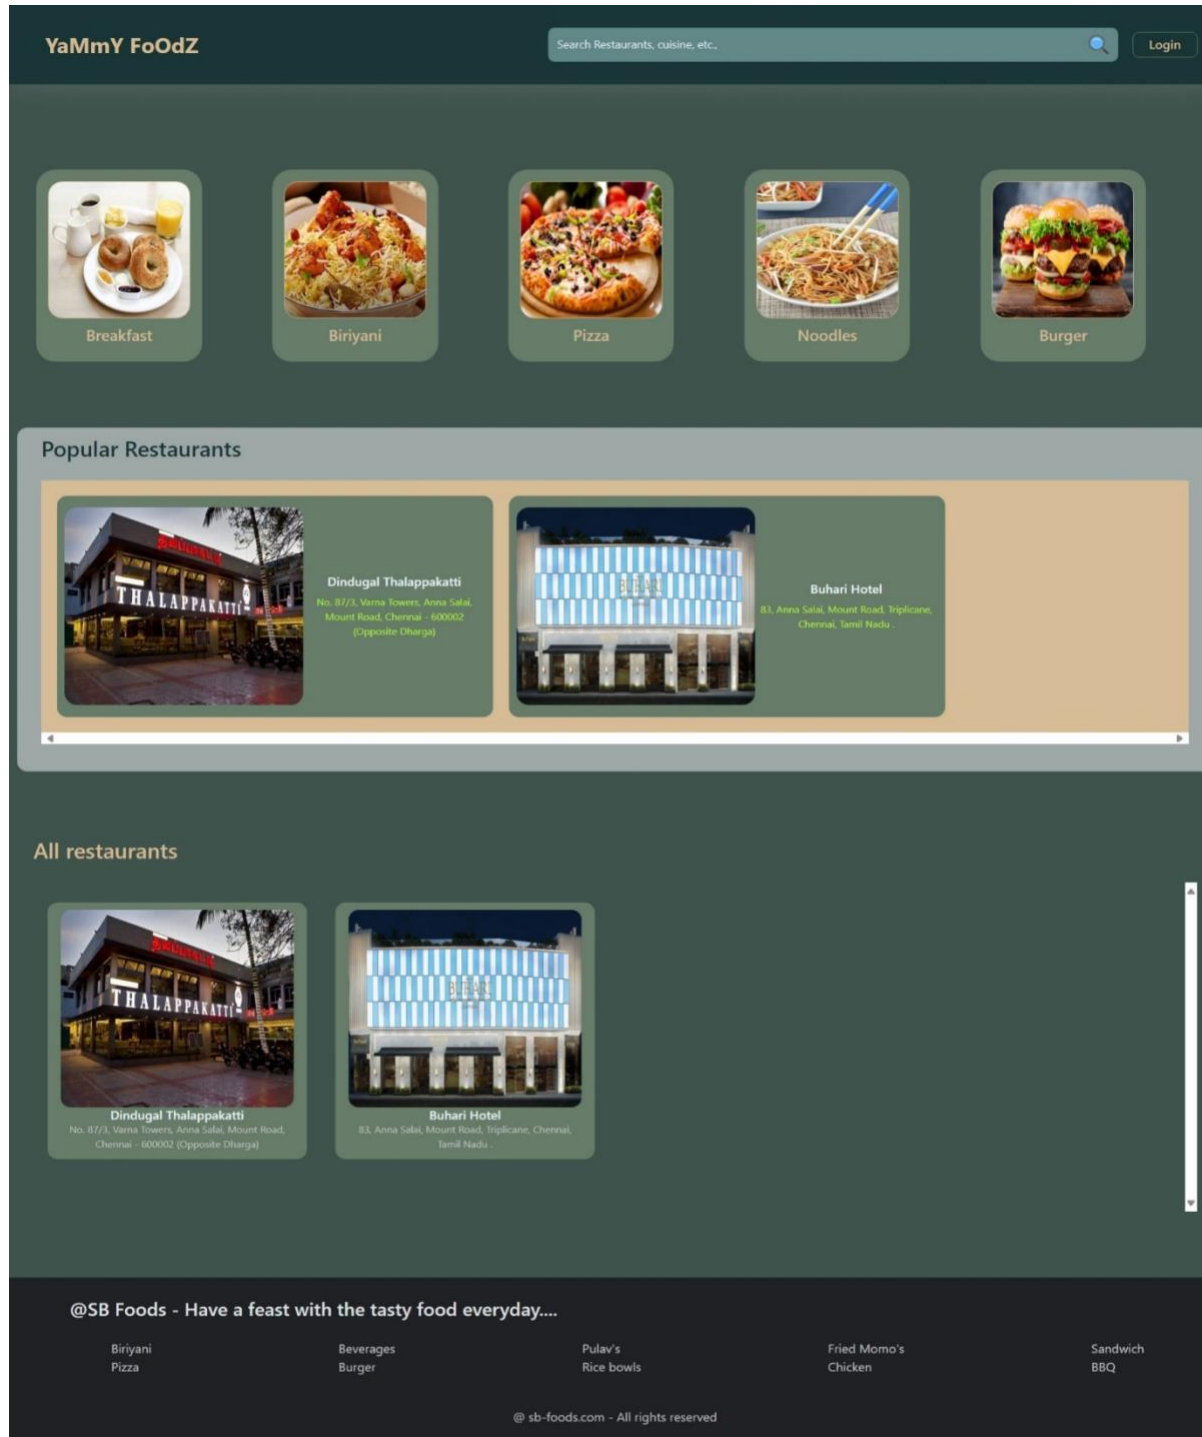 YaMmY FoOdZ
Search Restaurants, cuisine, etc.,
Login
Breakfast
Biriyani
Pizza
Noodles
Burger
Popular Restaurants
THALAPPAKATTI
Dindugal Thalappakatti
No. 87/3, Varna Towers, Anna Salai,
Mount Road, Chennai - 600002
(Opposite Dharga)
BUHARI
Buhari Hotel
83, Anna Salai, Mount Road, Triplicane,
Chennai, Tamil Nadu .
All restaurants
THALAPPAKATTI
Dindugal Thalappakatti
No. 87/3, Varna Towers, Anna Salai, Mount Road,
Chennai - 600002 (Opposite Dharga)
BUHARI
Buhari Hotel
83, Anna Salai, Mount Road, Triplicane, Chennai,
Tamil Nadu .
@SB Foods - Have a feast with the tasty food everyday....
Biriyani
Pizza
Beverages
Burger
Pulav's
Rice bowls
Fried Momo's
Chicken
Sandwich
BBQ
@ sb-foods.com - All rights reserved